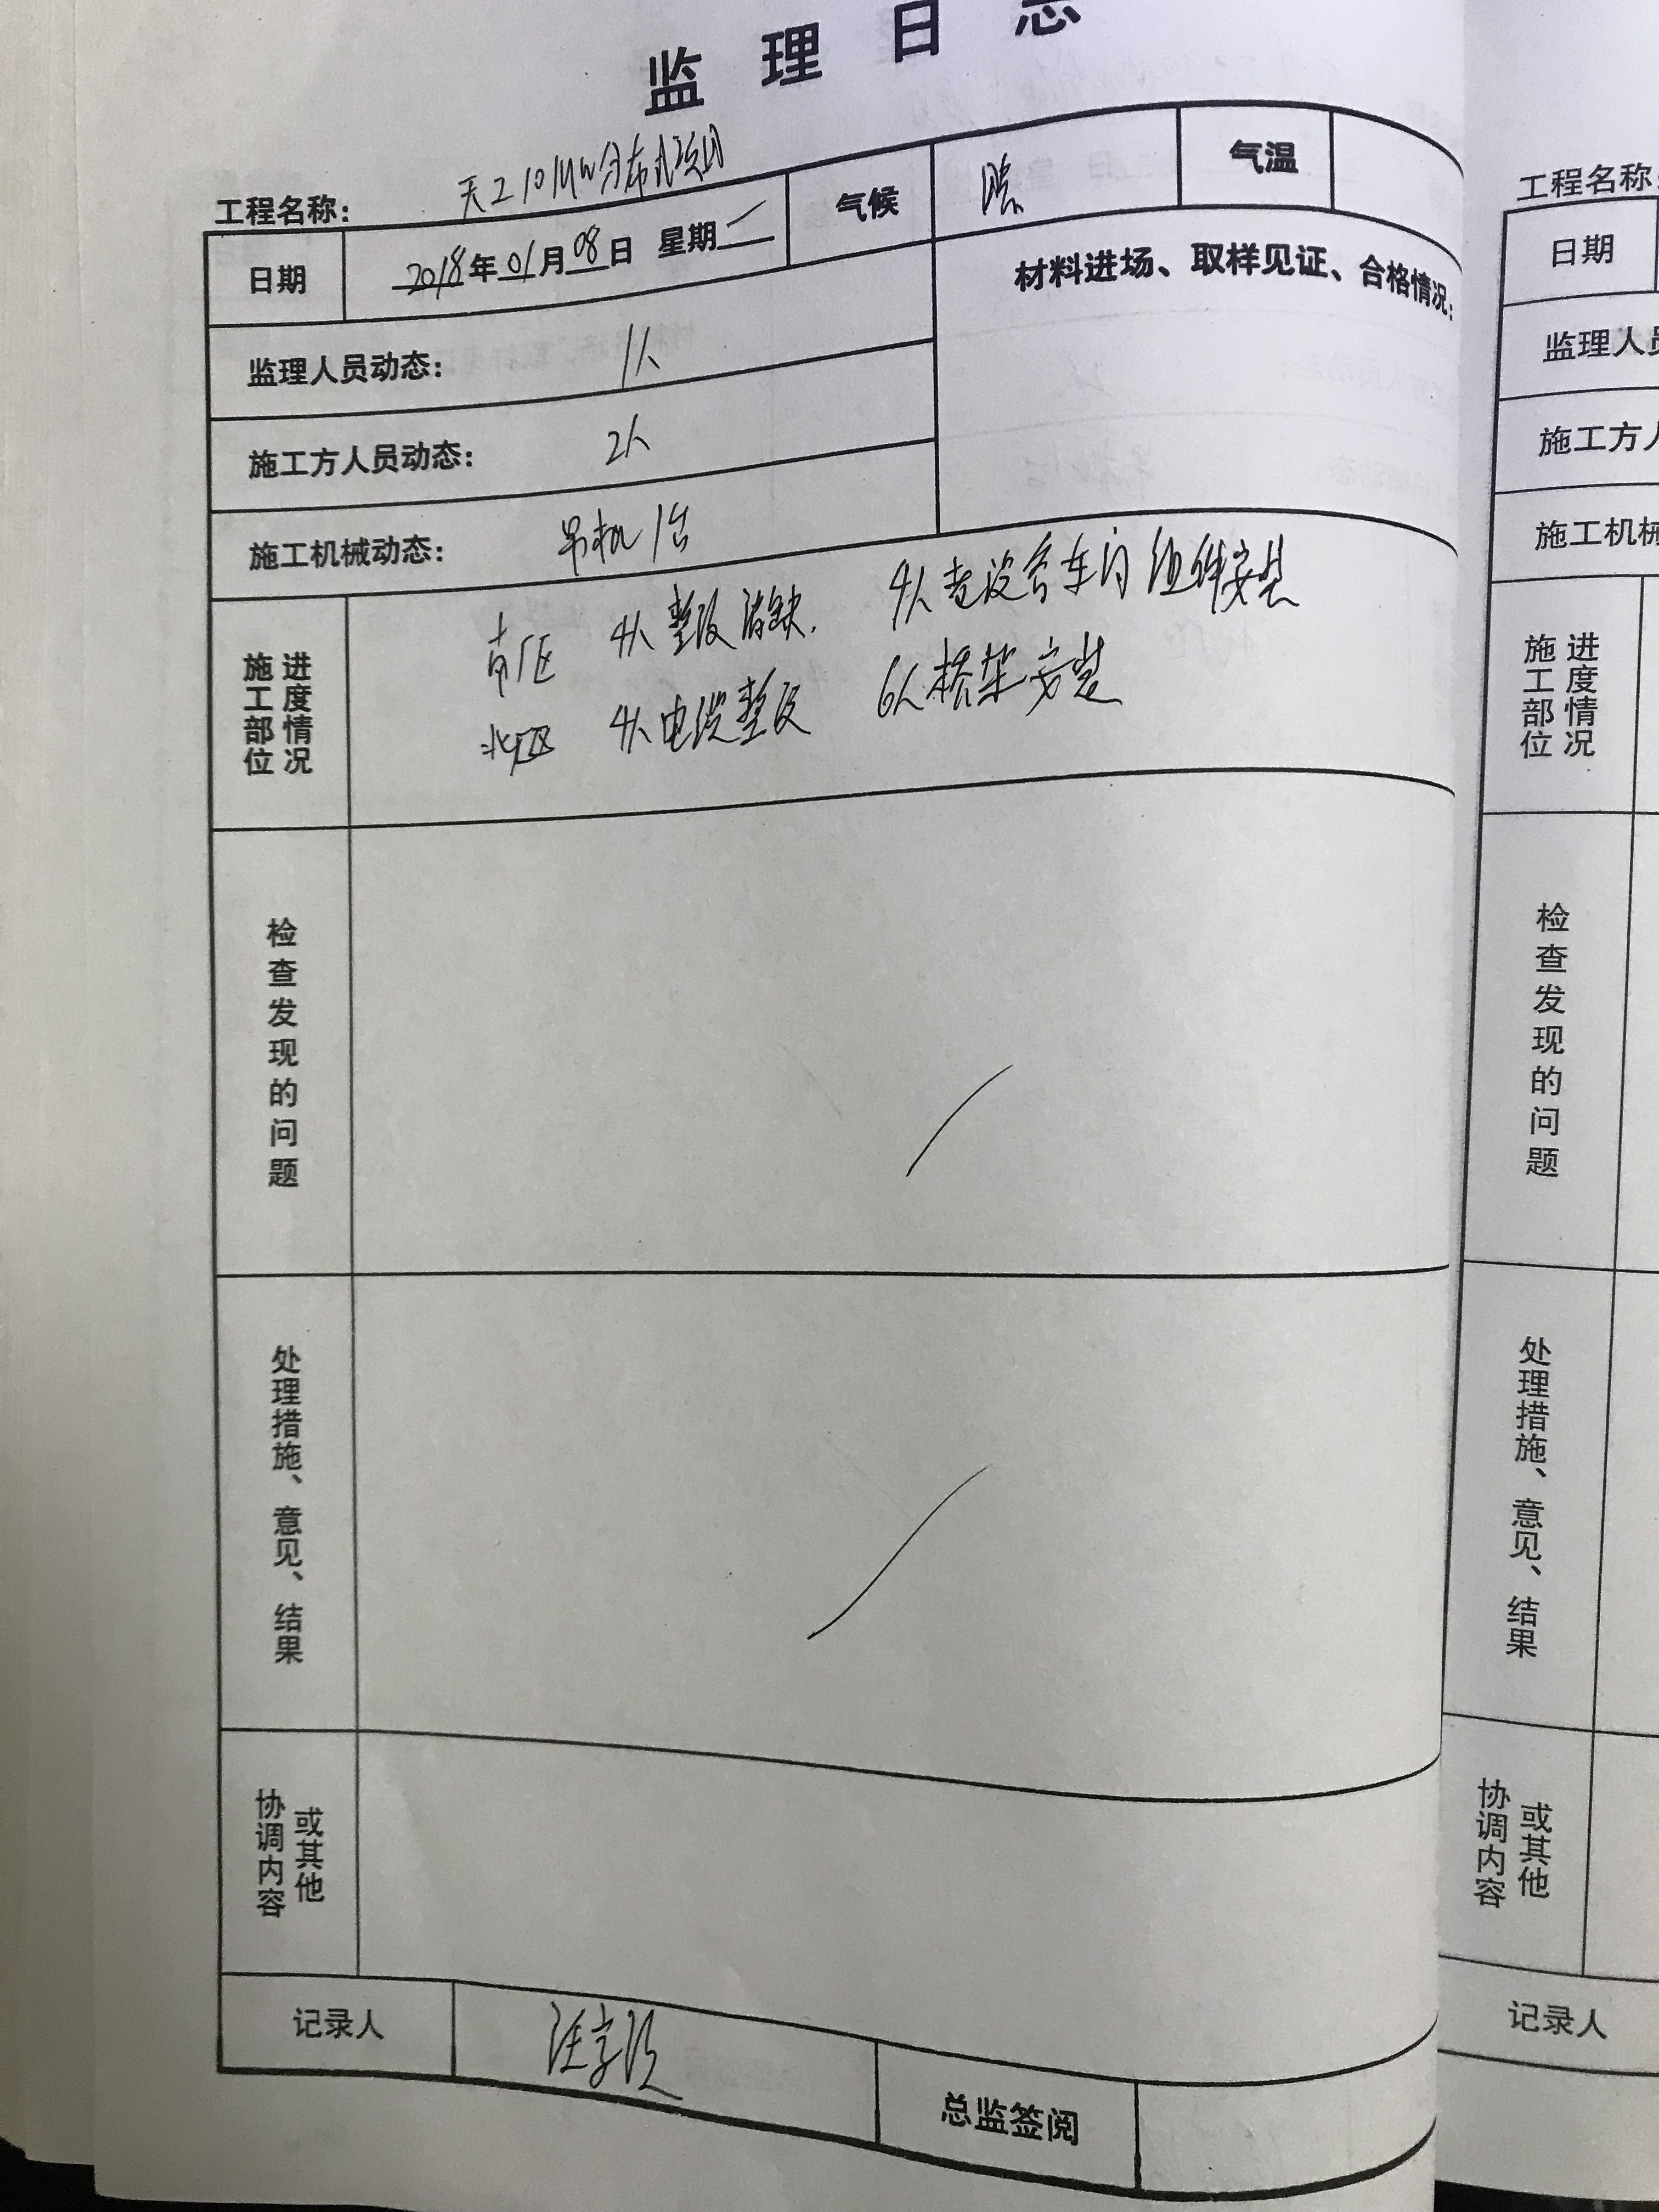 监理日志
工程名称: 天工10MW分布式项目
日期 2018年01月08日 星期一 气候 晴 气温
监理人员动态: 1人
材料进场、取样见证、合格情况:
施工方人员动态: 2人
施工机械动态: 吊机1台
施工部位进度情况
南区 4人整改消缺. 4人 车间组件安装
北区 4人电缆整改 6人桥架安装
检查发现的问题
处理措施、意见、结果
协调内容或其他
记录人 汪
总监签阅
工程名称:
日期
监理人员
施工方人
施工机械
施工部位进度情况
检查发现的问题
处理措施、意见、结果
协调内容或其他
记录人